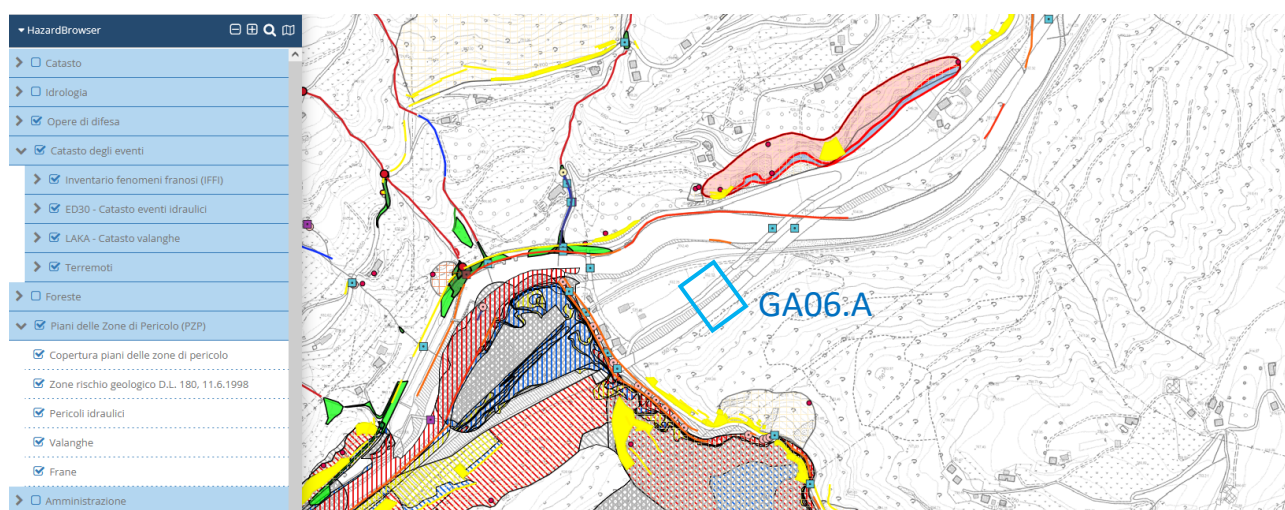 HazardBrowser
Catasto
Idrologia
Opere di difesa
Catasto degli eventi
Inventario fenomeni franosi (IFFI)
ED30 - Catasto eventi idraulici
LAKA - Catasto valanghe
Terremoti
Foreste
Piani delle Zone di Pericolo (PZP)
Copertura piani delle zone di pericolo
Zone rischio geologico D.L. 180, 11.6.1998
Pericoli idraulici
Valanghe
Frane
Amministrazione
GA06.A